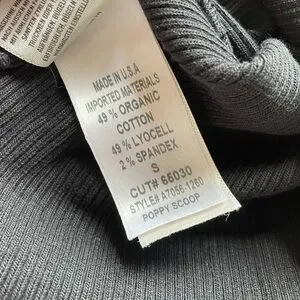 MADE IN U.S.A
IMPORTED MATERIALS
49 % ORGANIC
COTTON
49 % LYOCELL
2 % SPANDEX
S
CUT# 65030
STYLE# A7056-1260
POPPY SCOOP